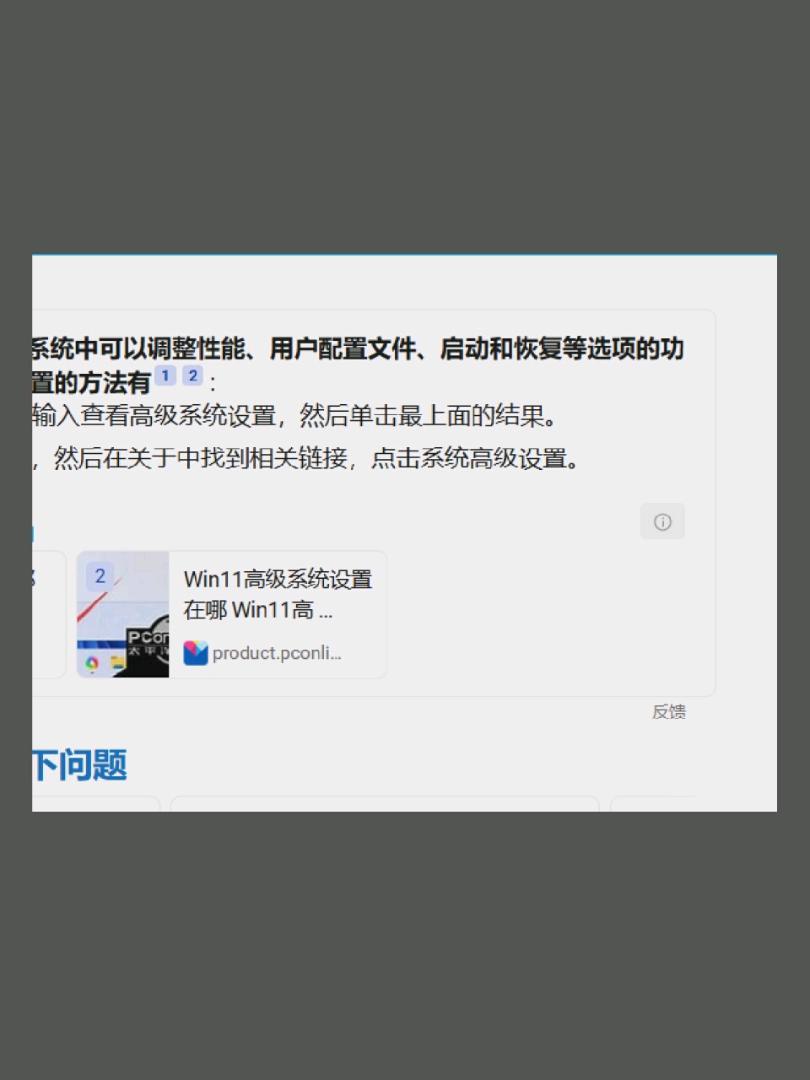 系统中可以调整性能、用户配置文件、启动和恢复等选项的功
置的方法有 1 2 :
输入查看高级系统设置，然后单击最上面的结果。
，然后在关于中找到相关链接，点击系统高级设置。
2
Win11高级系统设置
在哪 Win11高 ...
product.pconli...
反馈
下问题